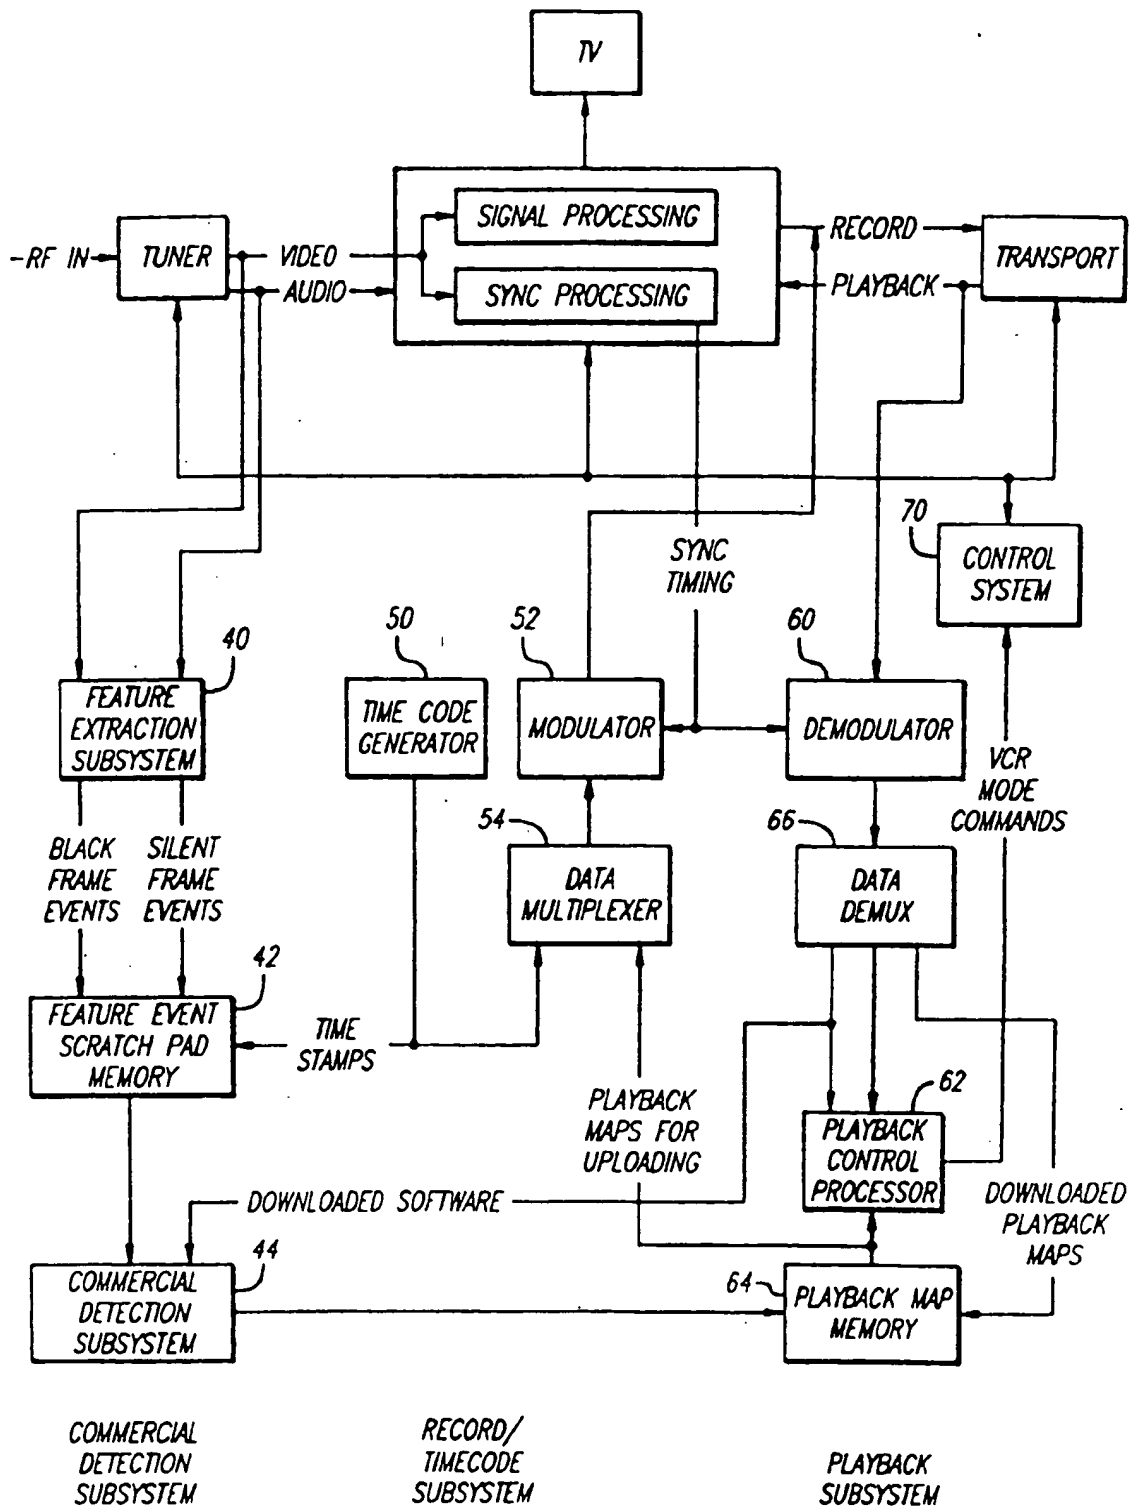 TV
SIGNAL PROCESSING
SYNC PROCESSING
RF IN
TUNER
VIDEO
AUDIO
RECORD
PLAYBACK
TRANSPORT
70
CONTROL
SYSTEM
SYNC
TIMING
40
FEATURE
EXTRACTION
SUBSYSTEM
50
TIME CODE
GENERATOR
52
MODULATOR
60
DEMODULATOR
VCR
MODE
COMMANDS
BLACK
FRAME
EVENTS
SILENT
FRAME
EVENTS
54
DATA
MULTIPLEXER
66
DATA
DEMUX
42
FEATURE EVENT
SCRATCH PAD
MEMORY
TIME
STAMPS
PLAYBACK
MAPS FOR
UPLOADING
62
PLAYBACK
CONTROL
PROCESSOR
DOWNLOADED
PLAYBACK
MAPS
DOWNLOADED SOFTWARE
44
COMMERCIAL
DETECTION
SUBSYSTEM
64
PLAYBACK MAP
MEMORY
COMMERCIAL
DETECTION
SUBSYSTEM
RECORD/
TIMECODE
SUBSYSTEM
PLAYBACK
SUBSYSTEM